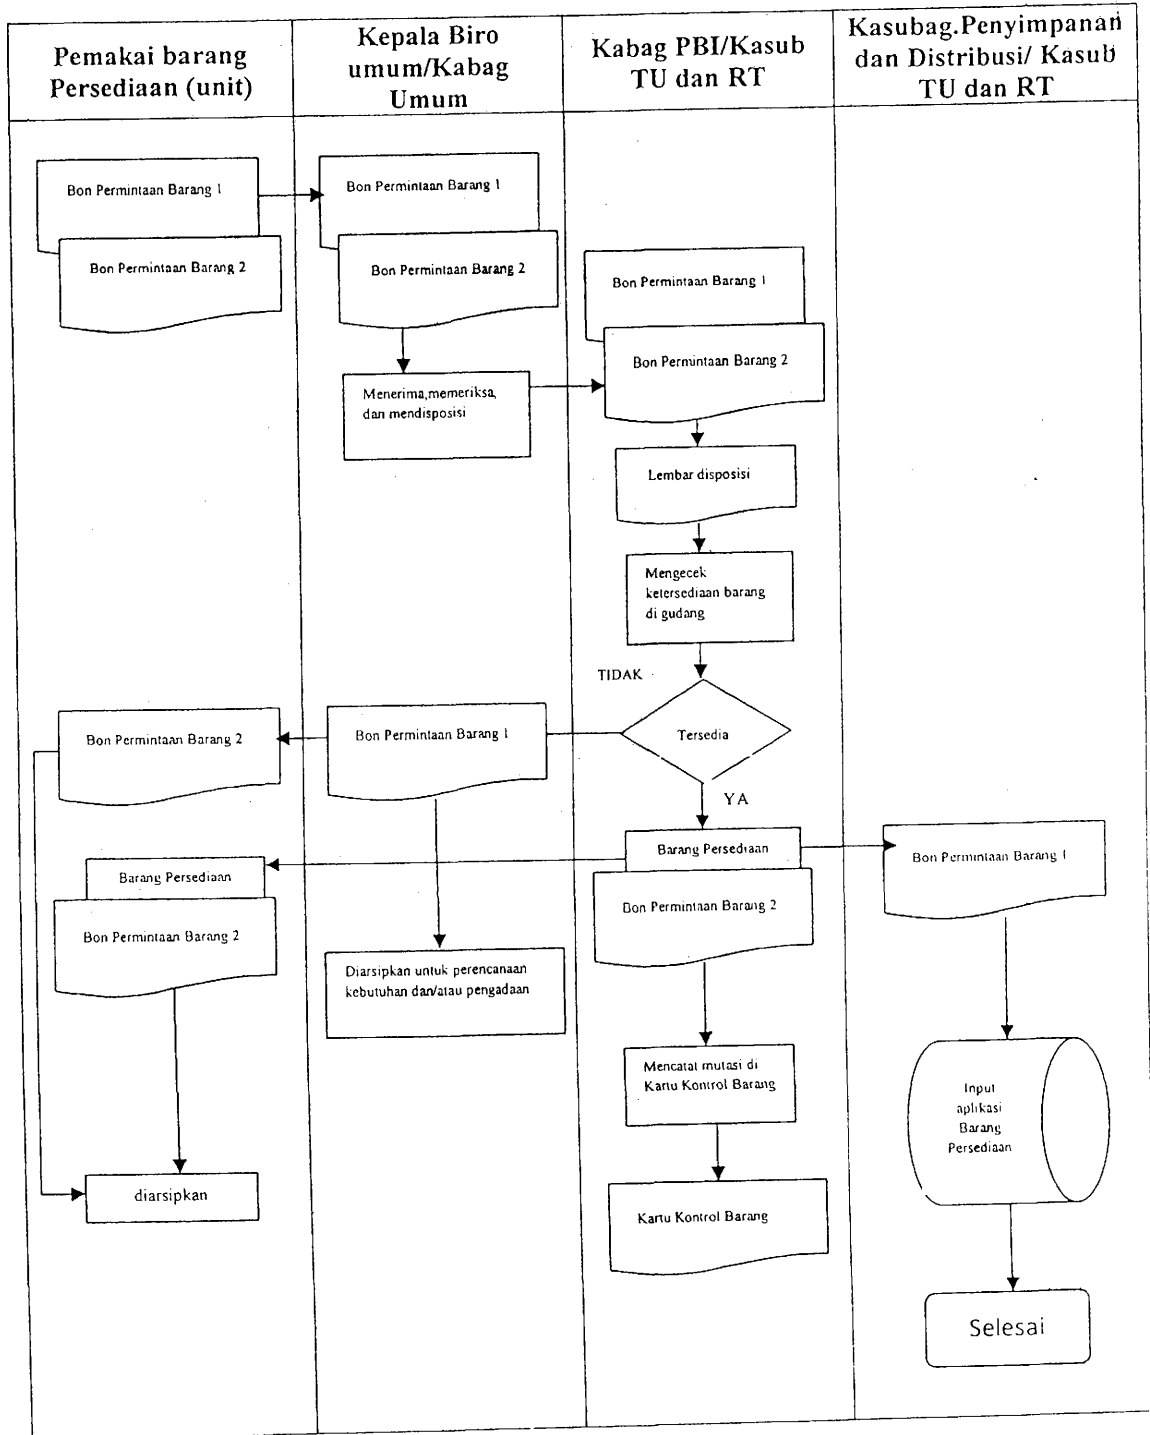 Pemakai barang
Persediaan (unit)
Kepala Biro
umum/Kabag
Umum
Kabag PBI/Kasub
TU dan RT
Kasubag.Penyimpanan
dan Distribusi/ Kasub
TU dan RT
Bon Permintaan Barang 1
Bon Permintaan Barang 2
Bon Permintaan Barang 1
Bon Permintaan Barang 2
Menerima,memeriksa,
dan mendisposisi
Bon Permintaan Barang 1
Bon Permintaan Barang 2
Lembar disposisi
Mengecek
ketersediaan barang
di gudang
TIDAK
Tersedia
Bon Permintaan Barang 1
Bon Permintaan Barang 2
YA
Barang Persediaan
Bon Permintaan Barang 2
Bon Permintaan Barang 1
Barang Persediaan
Bon Permintaan Barang 2
Diarsipkan untuk perencanaan
kebutuhan dan/atau pengadaan
Mencatat mutasi di
Kartu Kontrol Barang
Input
aplikasi
Barang
Persediaan
diarsipkan
Kartu Kontrol Barang
Selesai